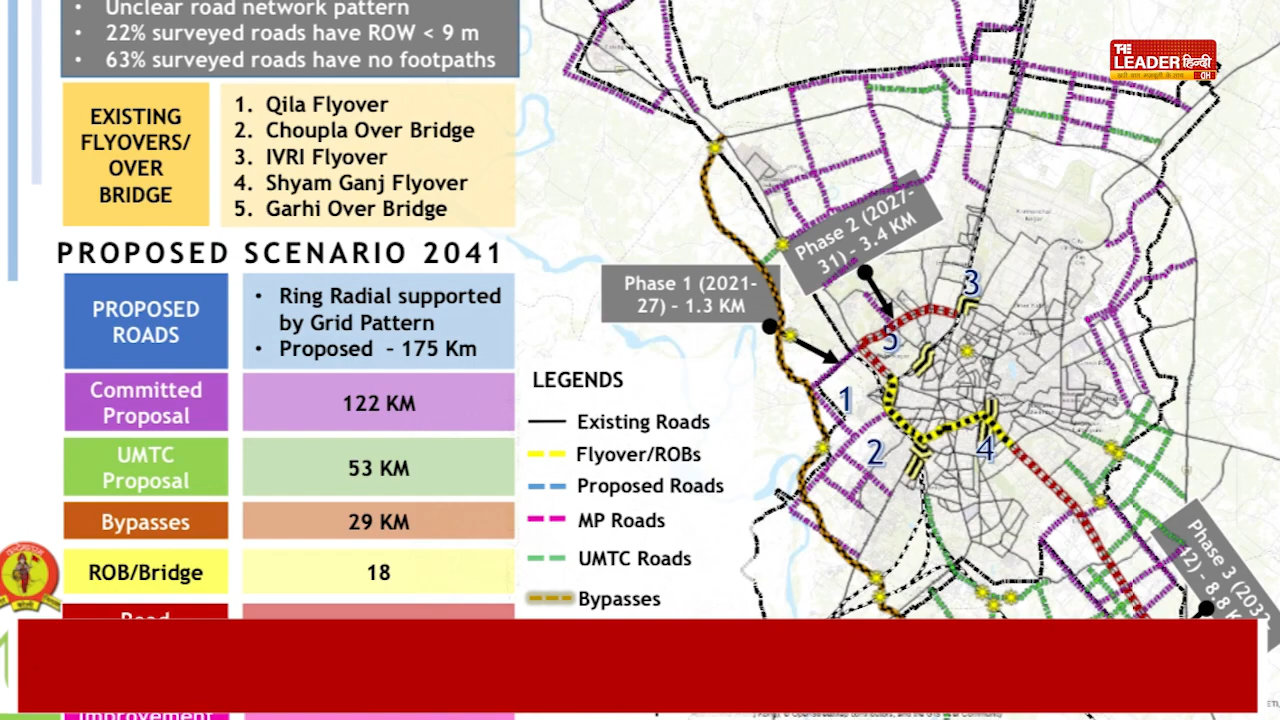 • Unclear road network pattern
• 22% surveyed roads have ROW < 9 m
• 63% surveyed roads have no footpaths
THE
LEADER हिन्दी
EXISTING
FLYOVERS/
OVER
BRIDGE
1. Qila Flyover
2. Choupla Over Bridge
3. IVRI Flyover
4. Shyam Ganj Flyover
5. Garhi Over Bridge
PROPOSED SCENARIO 2041
PROPOSED
ROADS
• Ring Radial supported
by Grid Pattern
• Proposed – 175 Km
Committed
Proposal
122 KM
UMTC
Proposal
53 KM
Bypasses
29 KM
ROB/Bridge
18
Road
Improvement
LEGENDS
Existing Roads
Flyover/ROBs
Proposed Roads
MP Roads
UMTC Roads
Bypasses
Phase 1 (2021-
27) – 1.3 KM
Phase 2 (2027-
31) – 3.4 KM
3
5
1
2
4
Phase 3 (2032-
42) – 8.8 K